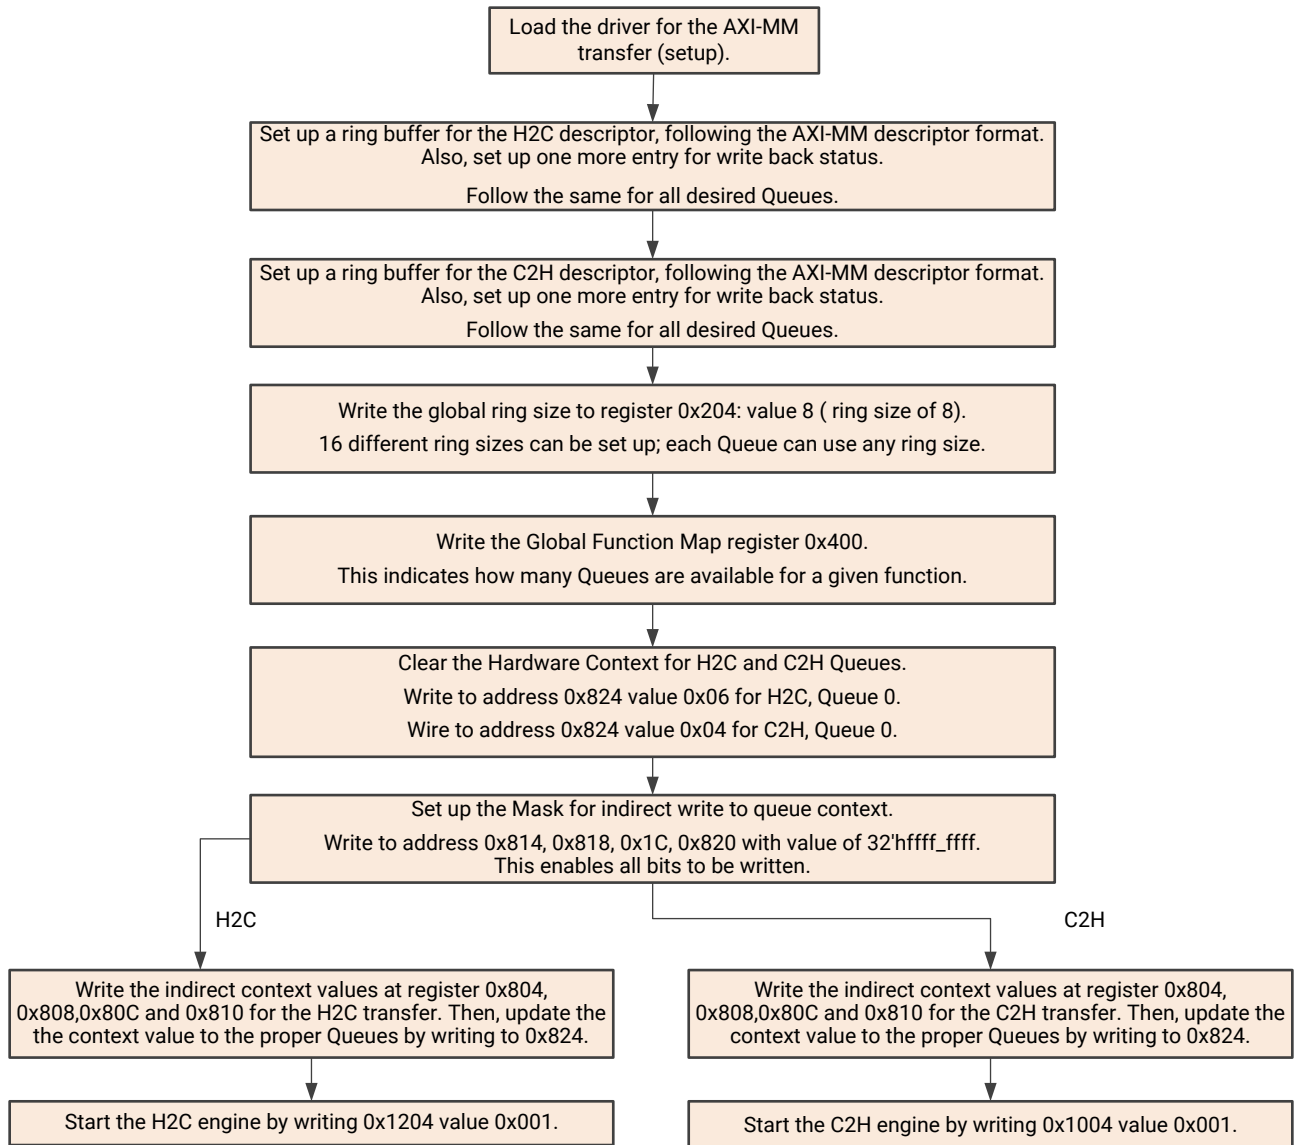 Load the driver for the AXI-MM
transfer (setup).
Set up a ring buffer for the H2C descriptor, following the AXI-MM descriptor format.
Also, set up one more entry for write back status.
Follow the same for all desired Queues.
Set up a ring buffer for the C2H descriptor, following the AXI-MM descriptor format.
Also, set up one more entry for write back status.
Follow the same for all desired Queues.
Write the global ring size to register 0x204: value 8 ( ring size of 8).
16 different ring sizes can be set up; each Queue can use any ring size.
Write the Global Function Map register 0x400.
This indicates how many Queues are available for a given function.
Clear the Hardware Context for H2C and C2H Queues.
Write to address 0x824 value 0x06 for H2C, Queue 0.
Wire to address 0x824 value 0x04 for C2H, Queue 0.
Set up the Mask for indirect write to queue context.
Write to address 0x814, 0x818, 0x1C, 0x820 with value of 32'hffff_ffff.
This enables all bits to be written.
H2C
C2H
Write the indirect context values at register 0x804,
0x808,0x80C and 0x810 for the H2C transfer. Then, update the
the context value to the proper Queues by writing to 0x824.
Write the indirect context values at register 0x804,
0x808,0x80C and 0x810 for the C2H transfer. Then, update the
context value to the proper Queues by writing to 0x824.
Start the H2C engine by writing 0x1204 value 0x001.
Start the C2H engine by writing 0x1004 value 0x001.